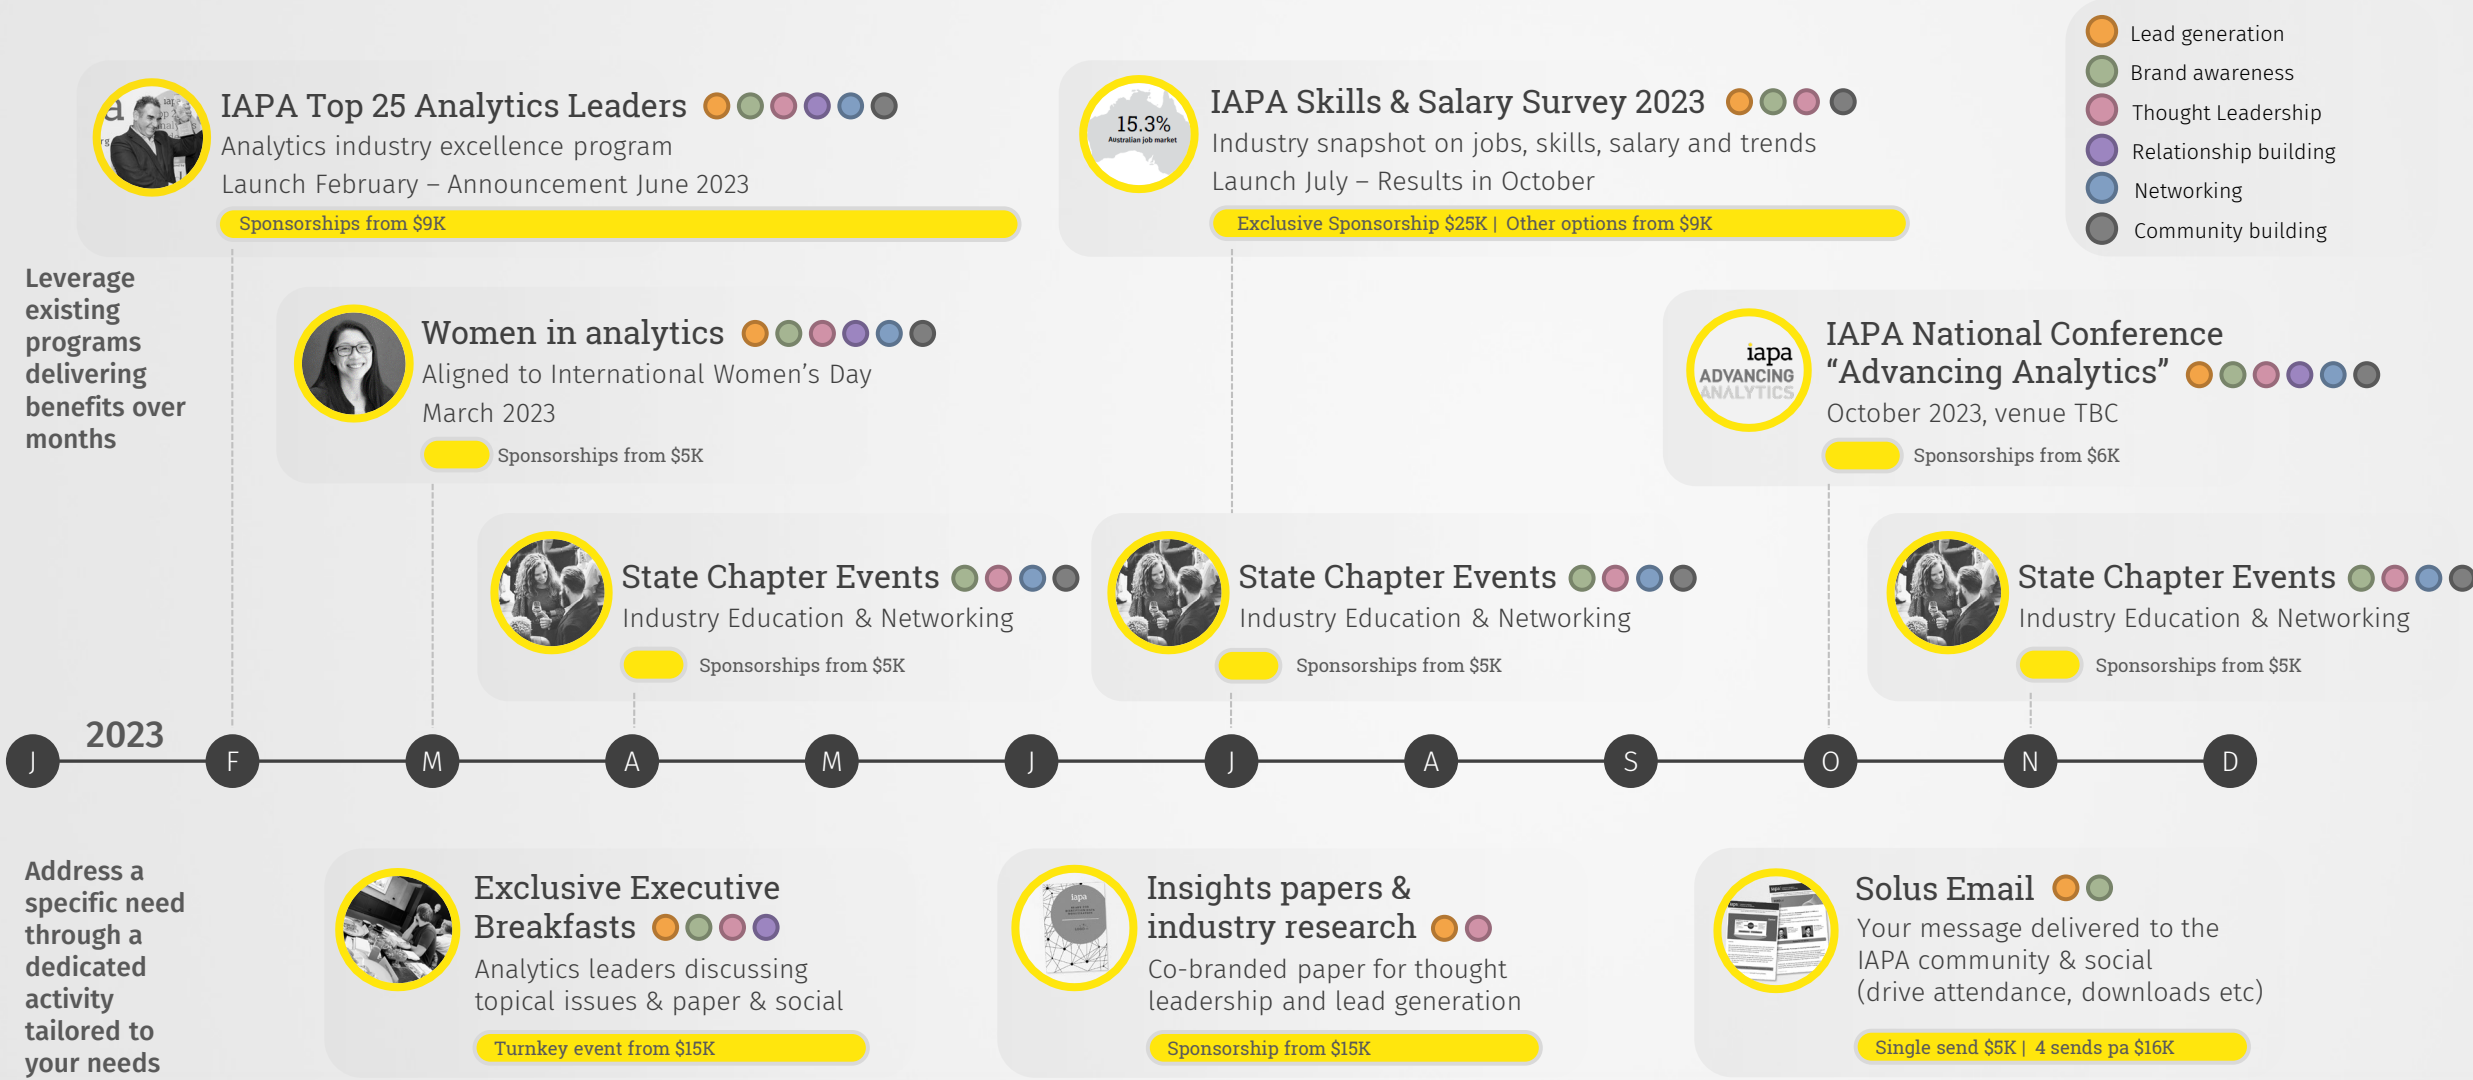 Lead generation
Brand awareness
Thought Leadership
Relationship building
Networking
Community building
IAPA Top 25 Analytics Leaders
Analytics industry excellence program
Launch February – Announcement June 2023
Sponsorships from $9K
15.3%
Australian job market
IAPA Skills & Salary Survey 2023
Industry snapshot on jobs, skills, salary and trends
Launch July – Results in October
Exclusive Sponsorship $25K | Other options from $9K
Leverage
existing
programs
delivering
benefits over
months
Women in analytics
Aligned to International Women’s Day
March 2023
Sponsorships from $5K
iapa
ADVANCING
ANALYTICS
IAPA National Conference
“Advancing Analytics”
October 2023, venue TBC
Sponsorships from $6K
State Chapter Events
Industry Education & Networking
Sponsorships from $5K
State Chapter Events
Industry Education & Networking
Sponsorships from $5K
State Chapter Events
Industry Education & Networking
Sponsorships from $5K
2023
J F M A M J J A S O N D
Address a
specific need
through a
dedicated
activity
tailored to
your needs
Exclusive Executive
Breakfasts
Analytics leaders discussing
topical issues & paper & social
Turnkey event from $15K
iapa
Insights papers &
industry research
Co-branded paper for thought
leadership and lead generation
Sponsorship from $15K
Solus Email
Your message delivered to the
IAPA community & social
(drive attendance, downloads etc)
Single send $5K | 4 sends pa $16K